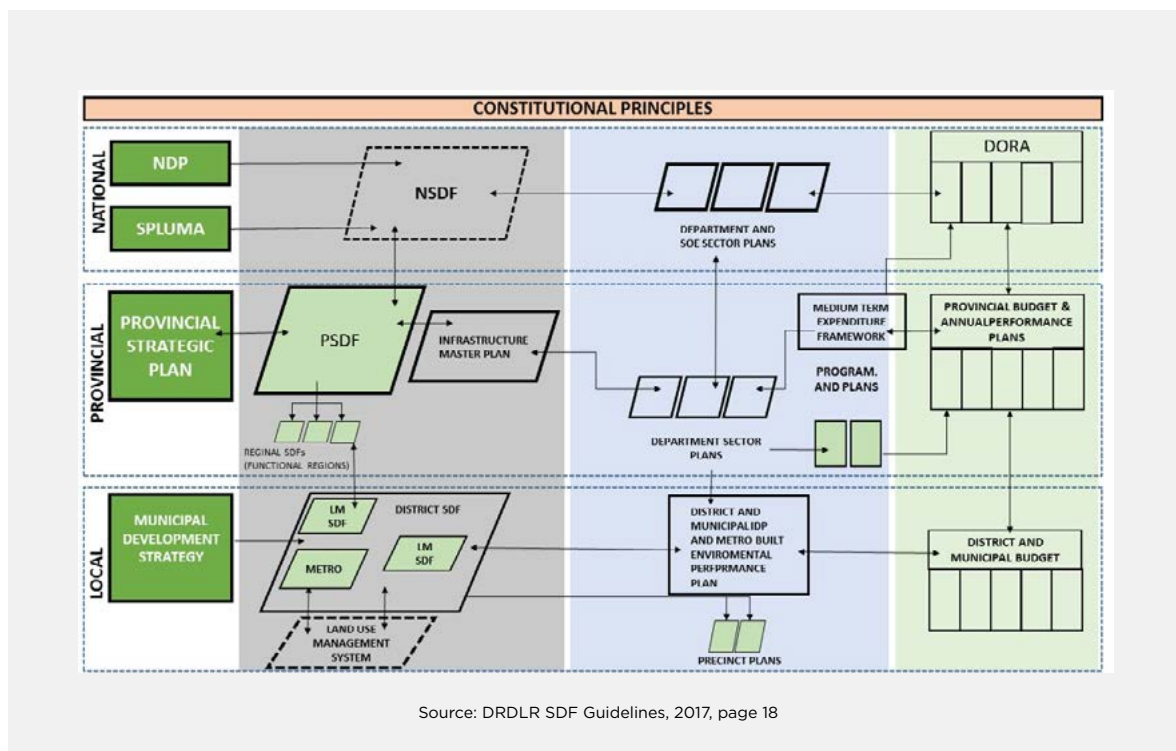 CONSTITUTIONAL PRINCIPLES
NATIONAL
NDP
SPLUMA
NSDF
DEPARTMENT AND
SOE SECTOR PLANS
DORA
PROVINCIAL
PROVINCIAL
STRATEGIC
PLAN
PSDF
INFRASTRUCTURE
MASTER PLAN
REGINAL SDFs
(FUNCTIONAL REGIONS)
MEDIUM TERM
EXPENDITURE
FRAMEWORK
PROGRAM.
AND PLANS
DEPARTMENT SECTOR
PLANS
PROVINCIAL BUDGET &
ANNUALPERFORMANCE
PLANS
LOCAL
MUNICIPAL
DEVELOPMENT
STRATEGY
LM
SDF
DISTRICT SDF
METRO
LM
SDF
LAND USE
MANAGEMENT
SYSTEM
DISTRICT AND
MUNICIPALIDP
AND METRO BUILT
ENVIROMENTAL
PERFPRMANCE
PLAN
PRECINCT PLANS
DISTRICT AND
MUNICIPAL BUDGET
Source: DRDLR SDF Guidelines, 2017, page 18